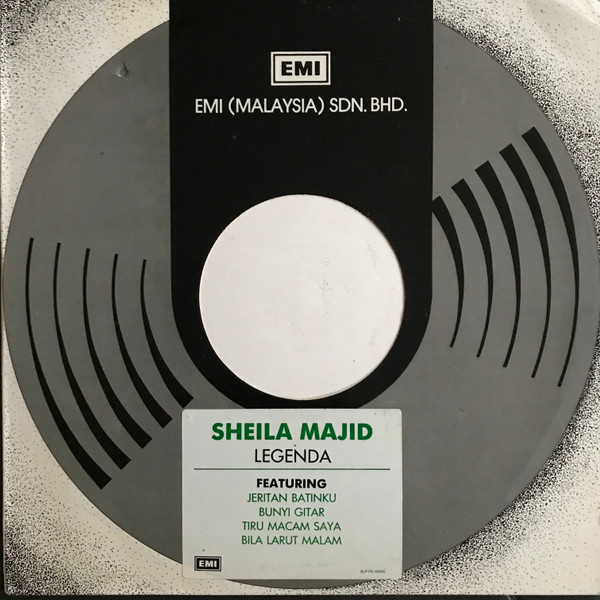 EMI
EMI (MALAYSIA) SDN. BHD.
SHEILA MAJID
LEGENDA
FEATURING
JERITAN BATINKU
BUNYI GITAR
TIRU MACAM SAYA
BILA LARUT MALAM
EMI